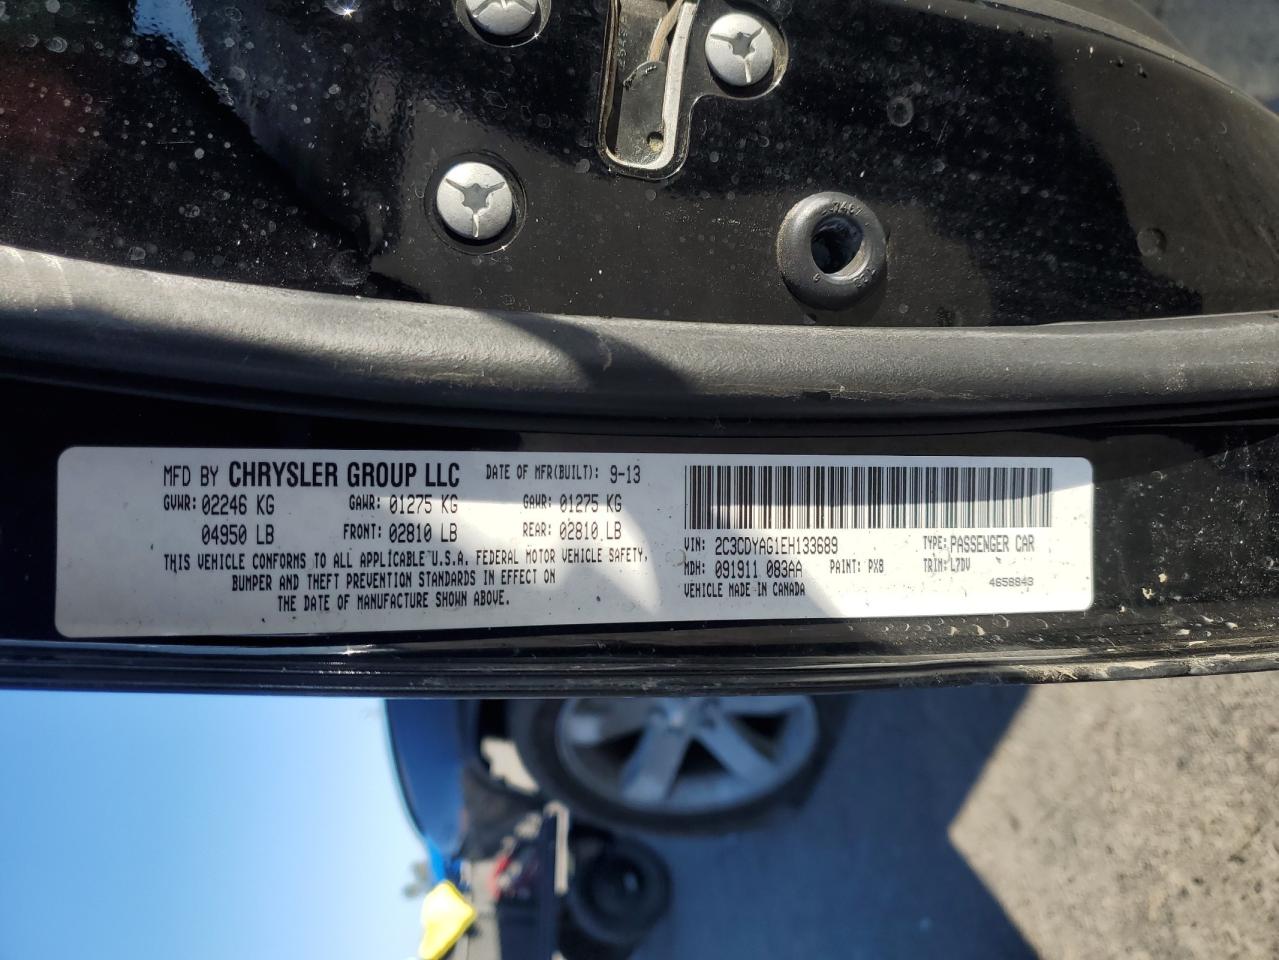 MFD BY CHRYSLER GROUP LLC DATE OF MFR(BUILT): 9-13
GVWR: 02246 KG GAWR: 01275 KG GAWR: 01275 KG
04950 LB FRONT: 02810 LB REAR: 02810 LB
THIS VEHICLE CONFORMS TO ALL APPLICABLE U.S.A. FEDERAL MOTOR VEHICLE SAFETY,
BUMPER AND THEFT PREVENTION STANDARDS IN EFFECT ON
THE DATE OF MANUFACTURE SHOWN ABOVE.
VIN: 2C3CDYAG1EH133689 TYPE: PASSENGER CAR
MDH: 091911 083AA PAINT: PX8 TRIM: L7DV
VEHICLE MADE IN CANADA 4658843